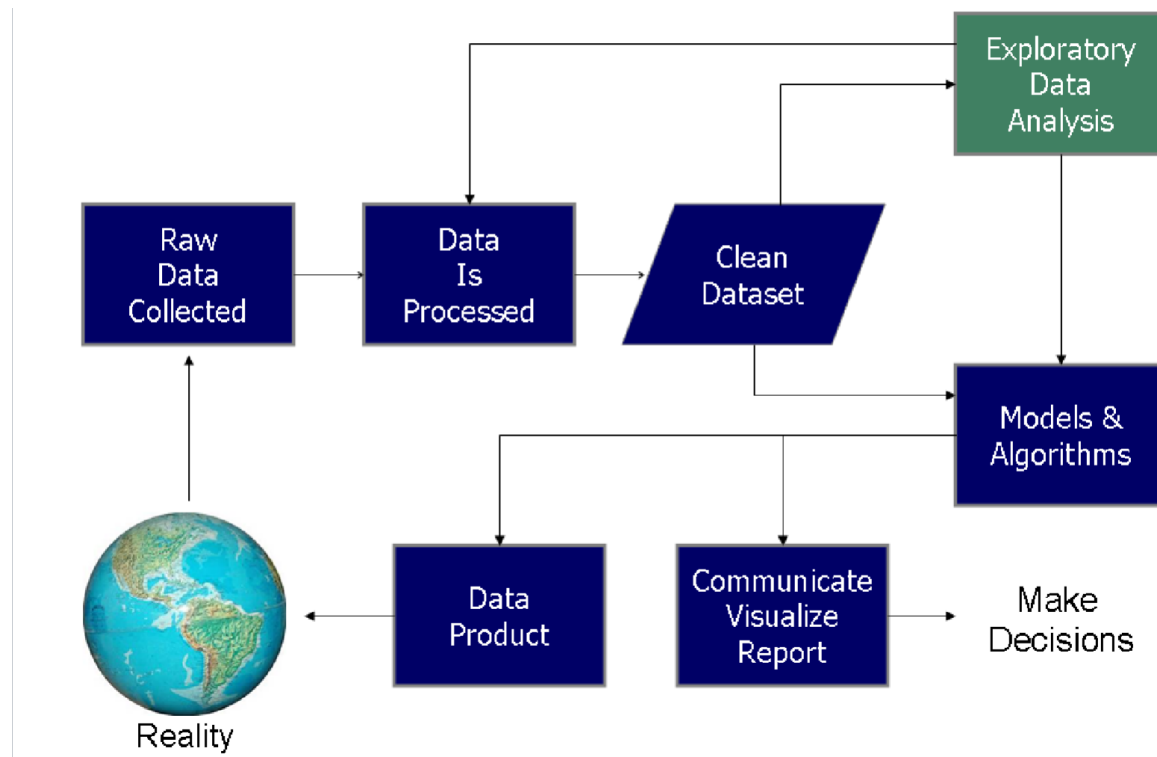 Exploratory
Data
Analysis
Raw
Data
Collected
Data
Is
Processed
Clean
Dataset
Models &
Algorithms
Data
Product
Communicate
Visualize
Report
Make
Decisions
Reality